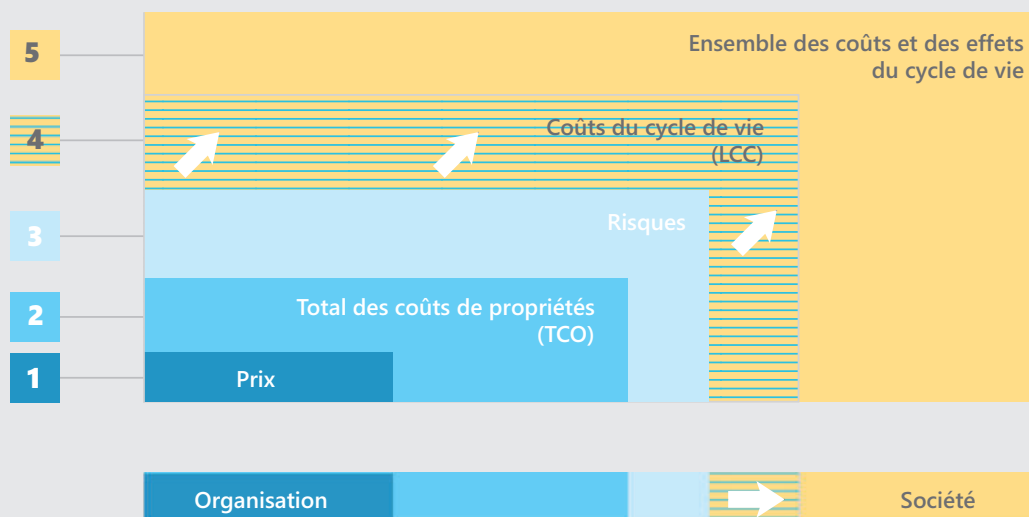 5
Ensemble des coûts et des effets
du cycle de vie
4
Coûts du cycle de vie
(LCC)
3
Risques
2
Total des coûts de propriétés
(TCO)
1
Prix
Organisation
Société